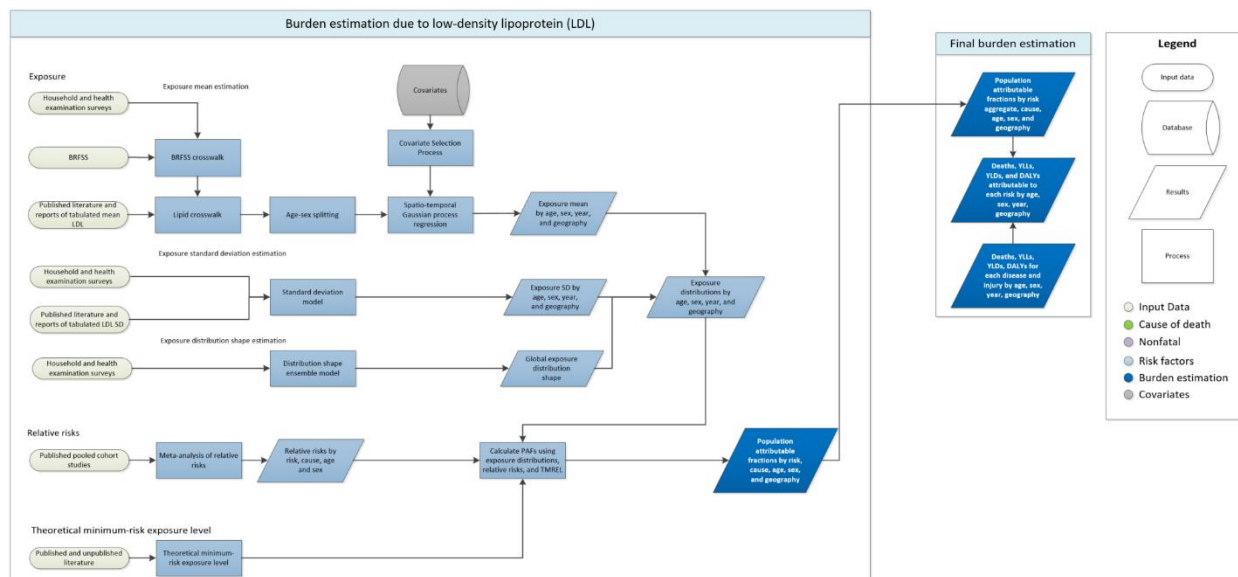 Burden estimation due to low-density lipoprotein (LDL)
Exposure
Exposure mean estimation
Household and health
examination surveys
Covariates
BRFSS
BRFSS crosswalk
Covariate Selection
Process
Published literature and
reports of tabulated mean
LDL
Lipid crosswalk
Age-sex splitting
Spatio-temporal
Gaussian process
regression
Exposure mean
by age, sex, year,
and geography
Exposure standard deviation estimation
Household and health
examination surveys
Published literature and
reports of tabulated LDL SD
Standard deviation
model
Exposure SD by
age, sex, year,
and geography
Exposure
distributions by
age, sex, year, and
geography
Exposure distribution shape estimation
Household and health
examination surveys
Distribution shape
ensemble model
Global exposure
distribution
shape
Relative risks
Published pooled cohort
studies
Meta-analysis of relative
risks
Relative risks by
risk, cause, age
and sex
Calculate PAFs using
exposure distributions,
relative risks, and TMREL
Population
attributable
fractions by risk,
cause, age, sex,
and geography
Theoretical minimum-risk exposure level
Published and unpublished
literature
Theoretical minimum-
risk exposure level
Final burden estimation
Population
attributable
fractions by risk
aggregate, cause,
age, sex, and
geography
Deaths, YLLs,
YLDs, and DALYs
attributable to
each risk by age,
sex, year,
geography
Deaths, YLLs,
YLDs, DALYs for
each disease and
injury by age, sex,
year, geography
Legend
Input data
Database
Results
Process
Input Data
Cause of death
Nonfatal
Risk factors
Burden estimation
Covariates